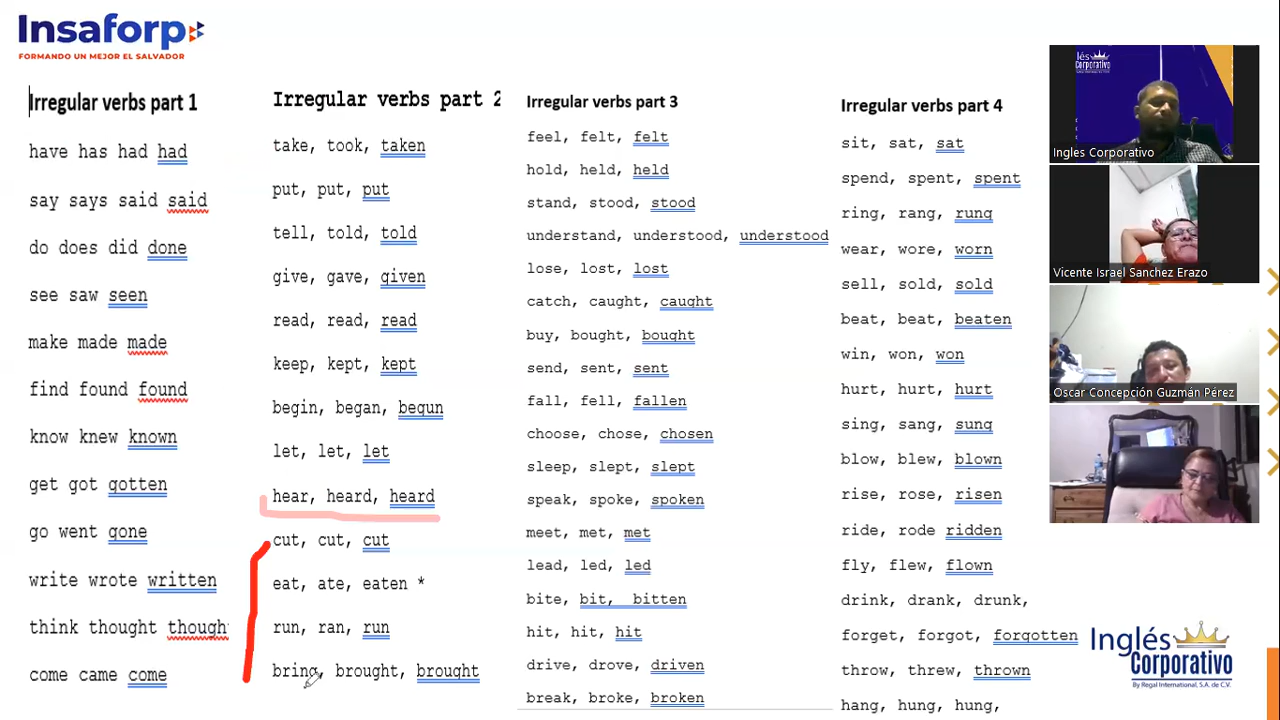 Insaforp
FORMANDO UN MEJOR EL SALVADOR
Irregular verbs part 1
have has had had
say says said said
do does did done
see saw seen
make made made
find found found
know knew known
get got gotten
go went gone
write wrote written
think thought though
come came come
Irregular verbs part 2
take, took, taken
put, put, put
tell, told, told
give, gave, given
read, read, read
keep, kept, kept
begin, began, begun
let, let, let
hear, heard, heard
cut, cut, cut
eat, ate, eaten *
run, ran, run
bring, brought, brought
Irregular verbs part 3
feel, felt, felt
hold, held, held
stand, stood, stood
understand, understood, understood
lose, lost, lost
catch, caught, caught
buy, bought, bought
send, sent, sent
fall, fell, fallen
choose, chose, chosen
sleep, slept, slept
speak, spoke, spoken
meet, met, met
lead, led, led
bite, bit, bitten
hit, hit, hit
drive, drove, driven
break, broke, broken
Irregular verbs part 4
sit, sat, sat
spend, spent, spent
ring, rang, rung
wear, wore, worn
sell, sold, sold
beat, beat, beaten
win, won, won
hurt, hurt, hurt
sing, sang, sung
blow, blew, blown
rise, rose, risen
ride, rode ridden
fly, flew, flown
drink, drank, drunk,
forget, forgot, forgotten
throw, threw, thrown
hang, hung, hung,
Inglés
Corporativo
Ingles Corporativo
Vicente Israel Sanchez Erazo
Oscar Concepción Guzmán Pérez
Inglés
Corporativo
By Regal International, S.A. de C.V.